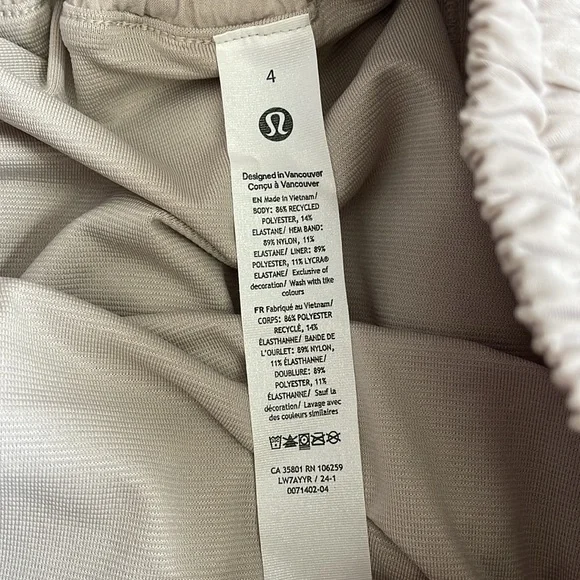 4
Designed in Vancouver
Conçu à Vancouver
EN Made in Vietnam/
BODY: 86% RECYCLED
POLYESTER, 14%
ELASTANE/ HEM BAND:
89% NYLON, 11%
ELASTANE/ LINER: 89%
POLYESTER, 11% LYCRA®
ELASTANE/ Exclusive of
decoration/ Wash with like
colours
FR Fabriqué au Vietnam/
CORPS: 86% POLYESTER
RECYCLÉ, 14%
ÉLASTHANNE/ BANDE DE
L'OURLET: 89% NYLON,
11% ÉLASTHANNE/
DOUBLURE: 89%
POLYESTER, 11%
ÉLASTHANNE/ Sauf la
décoration/ Lavage avec
des couleurs similaires
CA 35801 RN 106259
LW7AYYR / 24-1
0071402-04